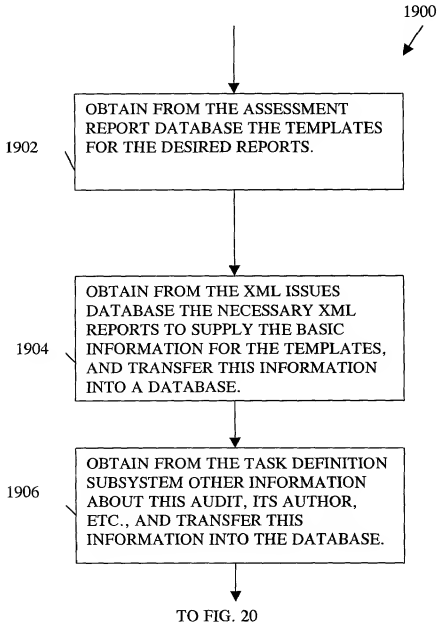 1900
1902
OBTAIN FROM THE ASSESSMENT
REPORT DATABASE THE TEMPLATES
FOR THE DESIRED REPORTS.
1904
OBTAIN FROM THE XML ISSUES
DATABASE THE NECESSARY XML
REPORTS TO SUPPLY THE BASIC
INFORMATION FOR THE TEMPLATES,
AND TRANSFER THIS INFORMATION
INTO A DATABASE.
1906
OBTAIN FROM THE TASK DEFINITION
SUBSYSTEM OTHER INFORMATION
ABOUT THIS AUDIT, ITS AUTHOR,
ETC., AND TRANSFER THIS
INFORMATION INTO THE DATABASE.
TO FIG. 20